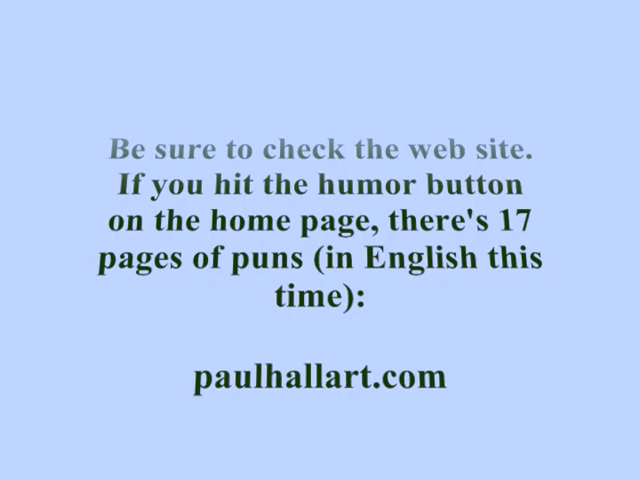 Be sure to check the web site.
If you hit the humor button
on the home page, there's 17
pages of puns (in English this
time):
paulhallart.com